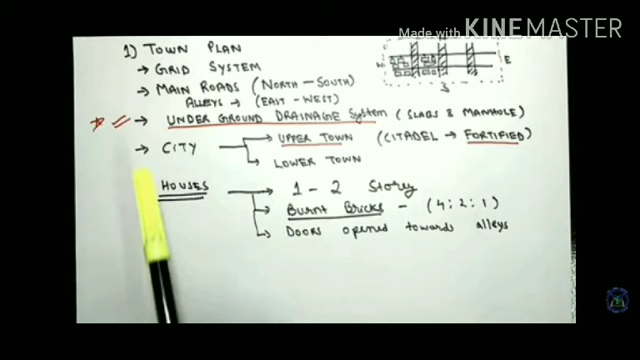 Made with KINEMASTER
1) TOWN PLAN
→ GRID SYSTEM
→ MAIN ROADS (NORTH - SOUTH)
ALLEYS → (EAST - WEST)
→ UNDER GROUND DRAINAGE System (SLABS & MANHOLE)
→ CITY → UPPER TOWN (CITADEL → FORTIFIED)
→ LOWER TOWN
HOUSES → 1 - 2 Storey
→ Burnt Bricks - (4:2:1)
→ Doors opened towards alleys
E
S